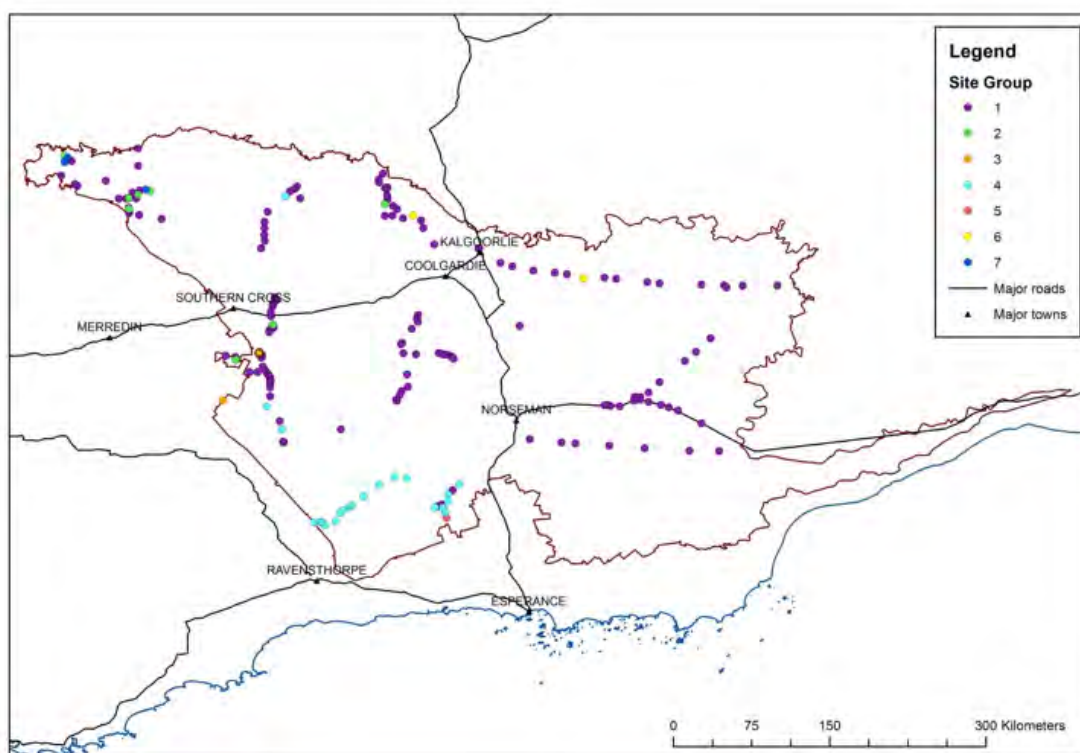 Legend
Site Group
1
2
3
4
5
6
7
Major roads
Major towns
KALGOORLIE
COOLGARDIE
SOUTHERN CROSS
MERREDIN
NORSEMAN
RAVENSTHORPE
ESPERANCE
0 75 150 300 Kilometers